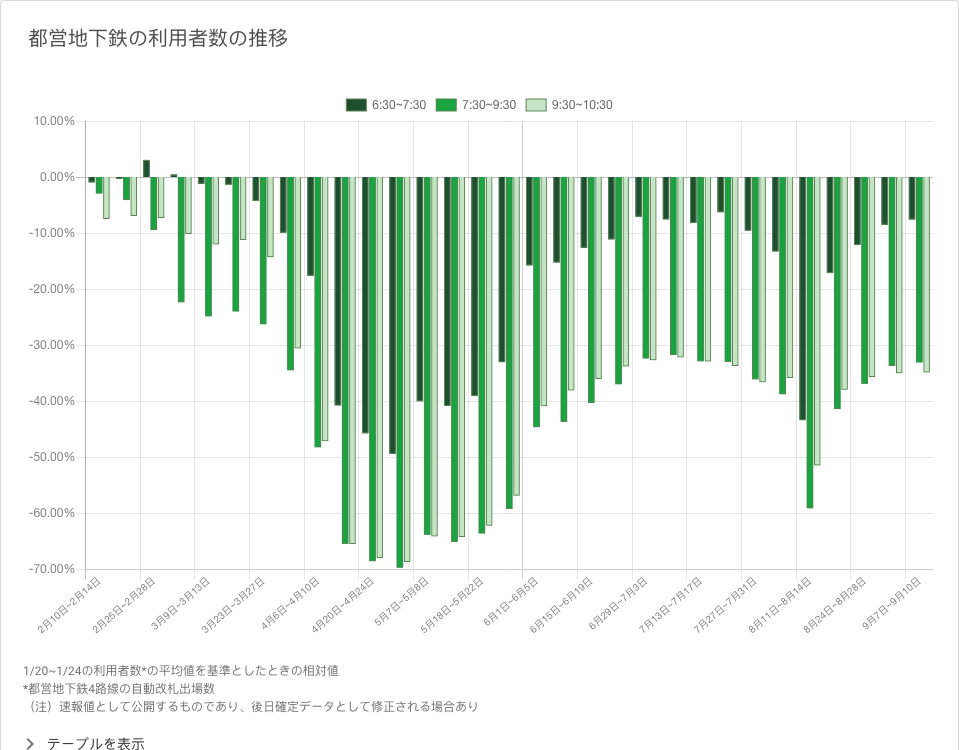 都営地下鉄の利用者数の推移
6:30~7:30 7:30~9:30 9:30~10:30
10.00%
0.00%
-10.00%
-20.00%
-30.00%
-40.00%
-50.00%
-60.00%
-70.00%
2月10日~2月14日
2月25日~2月28日
3月9日~3月13日
3月23日~3月27日
4月6日~4月10日
4月20日~4月24日
5月7日~5月8日
5月18日~5月22日
6月1日~6月5日
6月15日~6月19日
6月29日~7月3日
7月13日~7月17日
7月27日~7月31日
8月11日~8月14日
8月24日~8月28日
9月7日~9月10日
1/20~1/24の利用者数*の平均値を基準としたときの相対値
*都営地下鉄4路線の自動改札出場数
（注）速報値として公開するものであり、後日確定データとして修正される場合あり
テーブルを表示